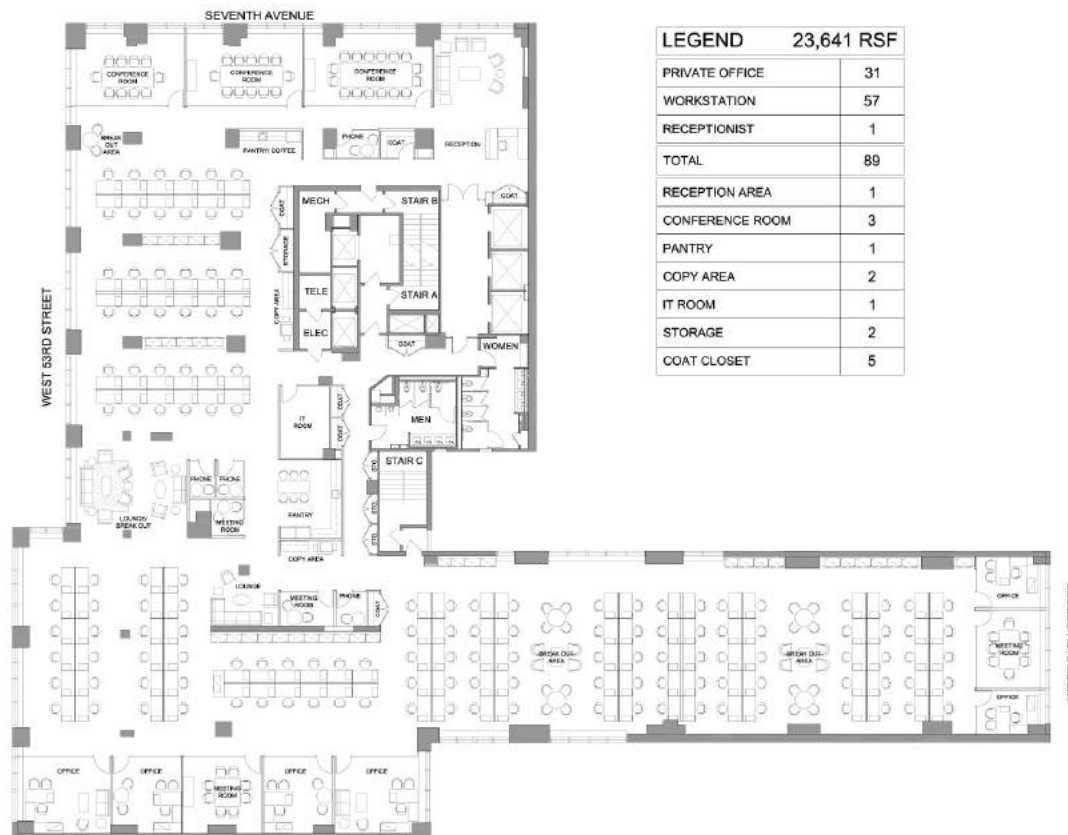 SEVENTH AVENUE
LEGEND 23,641 RSF
PRIVATE OFFICE 31
WORKSTATION 57
RECEPTIONIST 1
TOTAL 89
RECEPTION AREA 1
CONFERENCE ROOM 3
PANTRY 1
COPY AREA 2
IT ROOM 1
STORAGE 2
COAT CLOSET 5
CONFERENCE
ROOM
CONFERENCE
ROOM
CONFERENCE
ROOM
BREAK
OUT
AREA
PANTRY/ COFFEE
PHONE
COAT
RECEPTION
COAT
MECH
STAIR B
COAT
STORAGE
WEST 53RD STREET
COPY AREA
TELE
STAIR A
ELEC
COAT
WOMEN
IT
ROOM
COAT
COAT
MEN
STAIR C
PHONE
PHONE
STO
LOUNGE/
BREAK OUT
MEETING
ROOM
PANTRY
STO
STO
COPY AREA
LOUNGE
MEETING
ROOM
PHONE
COAT
OFFICE
BREAK OUT
AREA
BREAK OUT
AREA
MEETING
ROOM
OFFICE
OFFICE
OFFICE
MEETING
ROOM
OFFICE
OFFICE